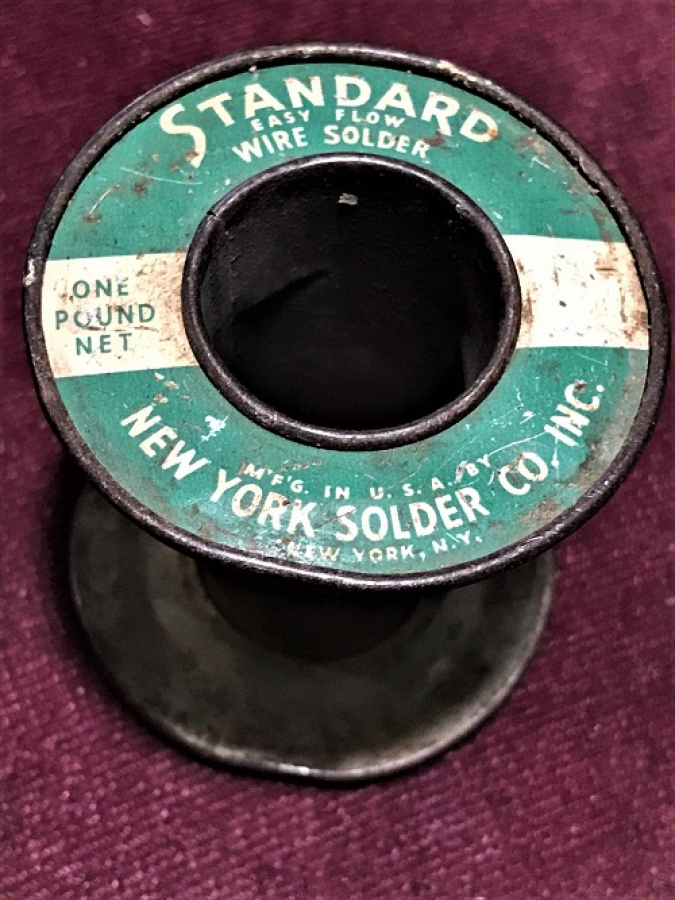 STANDARD
EASY FLOW
WIRE SOLDER
ONE
POUND
NET
M'F'G. IN U.S.A. BY
NEW YORK SOLDER CO. INC.
NEW YORK, N.Y.